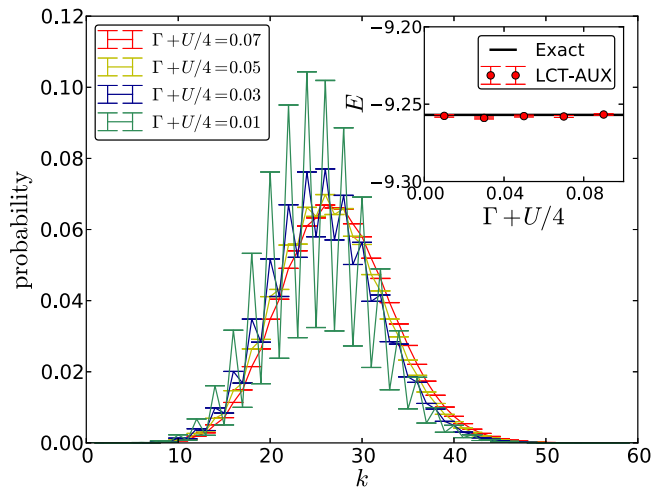 0.12
0.10
0.08
0.06
0.04
0.02
0.00
probability
0
10
20
30
40
50
60
k
Γ+U/4=0.07
Γ+U/4=0.05
Γ+U/4=0.03
Γ+U/4=0.01
−9.20
−9.25
−9.30
E
Exact
LCT-AUX
0.00
0.04
0.08
Γ+U/4